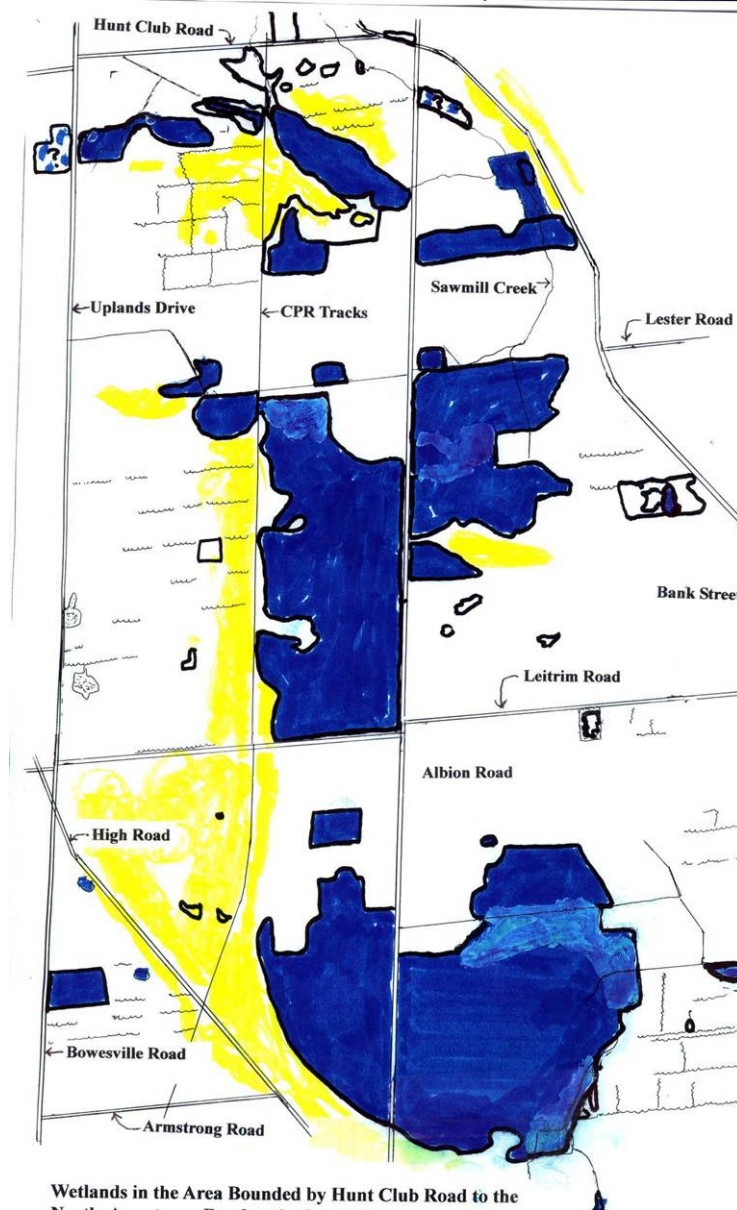 Hunt Club Road
?
?
?
Uplands Drive
CPR Tracks
Sawmill Creek
Lester Road
Bank Street
Leitrim Road
Albion Road
High Road
Bowesville Road
Armstrong Road
Wetlands in the Area Bounded by Hunt Club Road to the